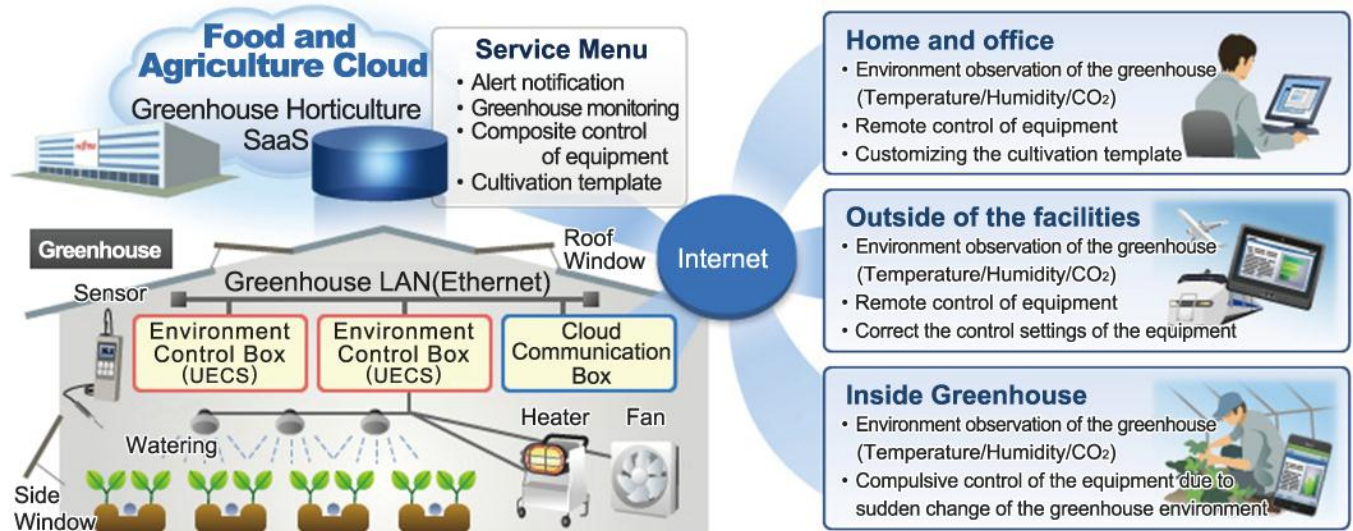 Food and
Agriculture Cloud
Greenhouse Horticulture
SaaS
FUJITSU
Service Menu
• Alert notification
• Greenhouse monitoring
• Composite control
of equipment
• Cultivation template
Greenhouse
Sensor
Roof
Window
Greenhouse LAN(Ethernet)
Environment
Control Box
(UECS)
Environment
Control Box
(UECS)
Cloud
Communication
Box
Watering
Heater
Fan
Side
Window
Internet
Home and office
• Environment observation of the greenhouse
(Temperature/Humidity/CO₂)
• Remote control of equipment
• Customizing the cultivation template
Outside of the facilities
• Environment observation of the greenhouse
(Temperature/Humidity/CO₂)
• Remote control of equipment
• Correct the control settings of the equipment
Inside Greenhouse
• Environment observation of the greenhouse
(Temperature/Humidity/CO₂)
• Compulsive control of the equipment due to
sudden change of the greenhouse environment